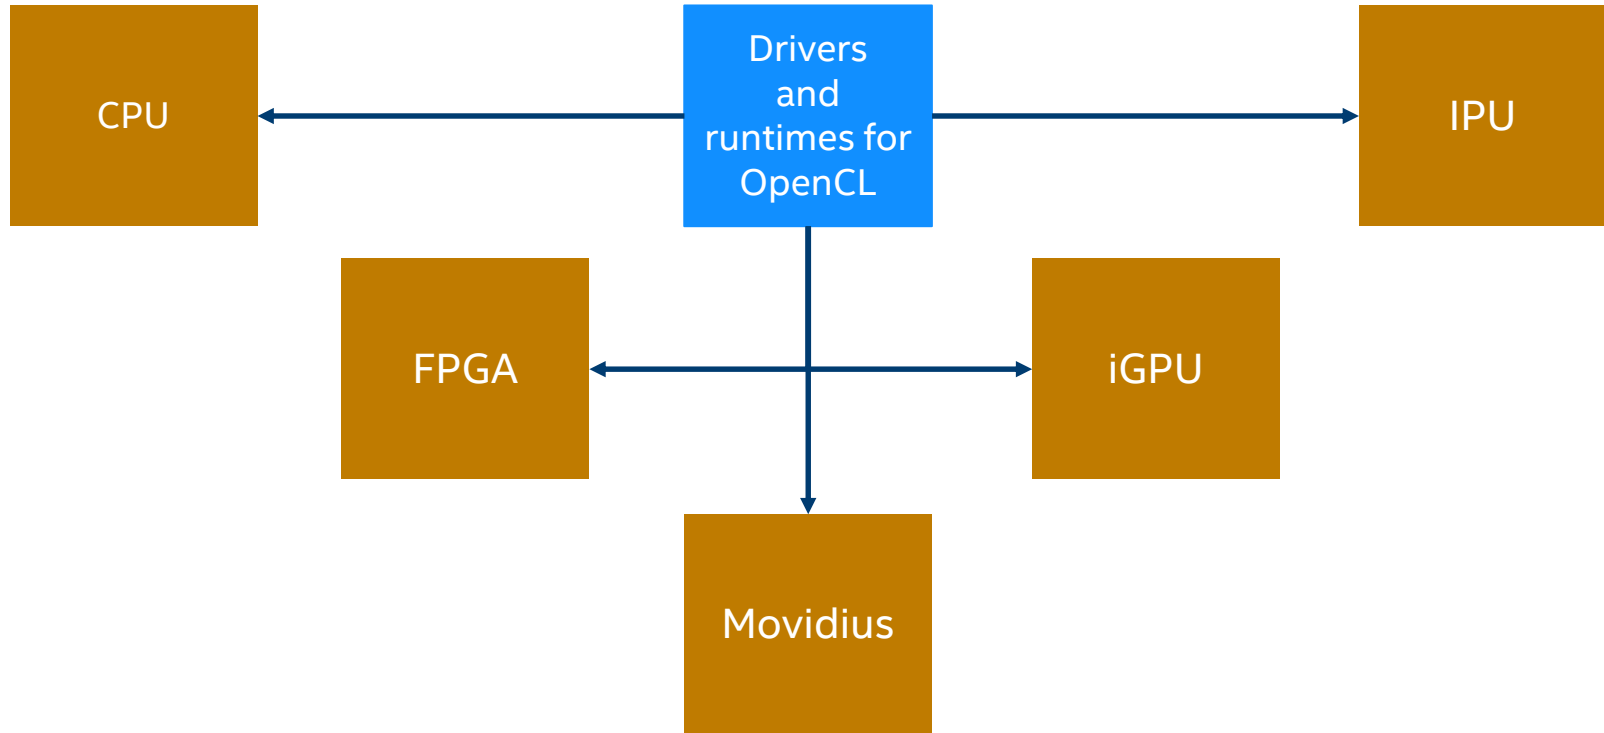 CPU
Drivers
and
runtimes for
OpenCL
IPU
FPGA
iGPU
Movidius